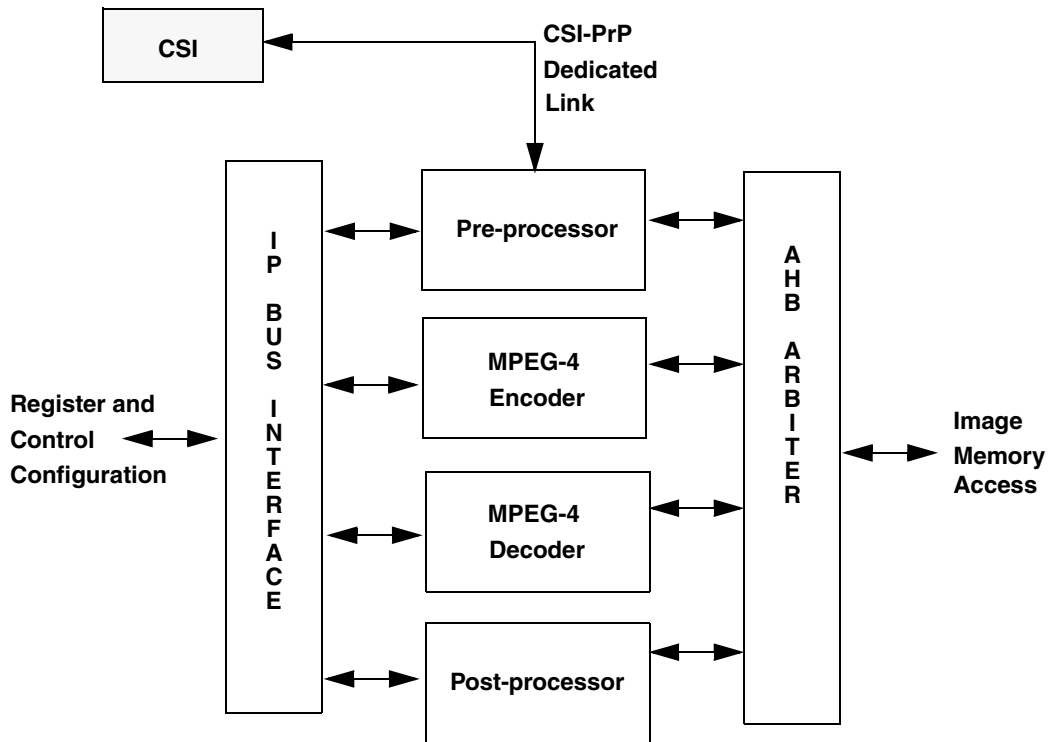 CSI
CSI-PrP
Dedicated
Link
Pre-processor
IP BUS INTERFACE
AHB ARBITER
MPEG-4
Encoder
Register and
Control
Configuration
Image
Memory
Access
MPEG-4
Decoder
Post-processor